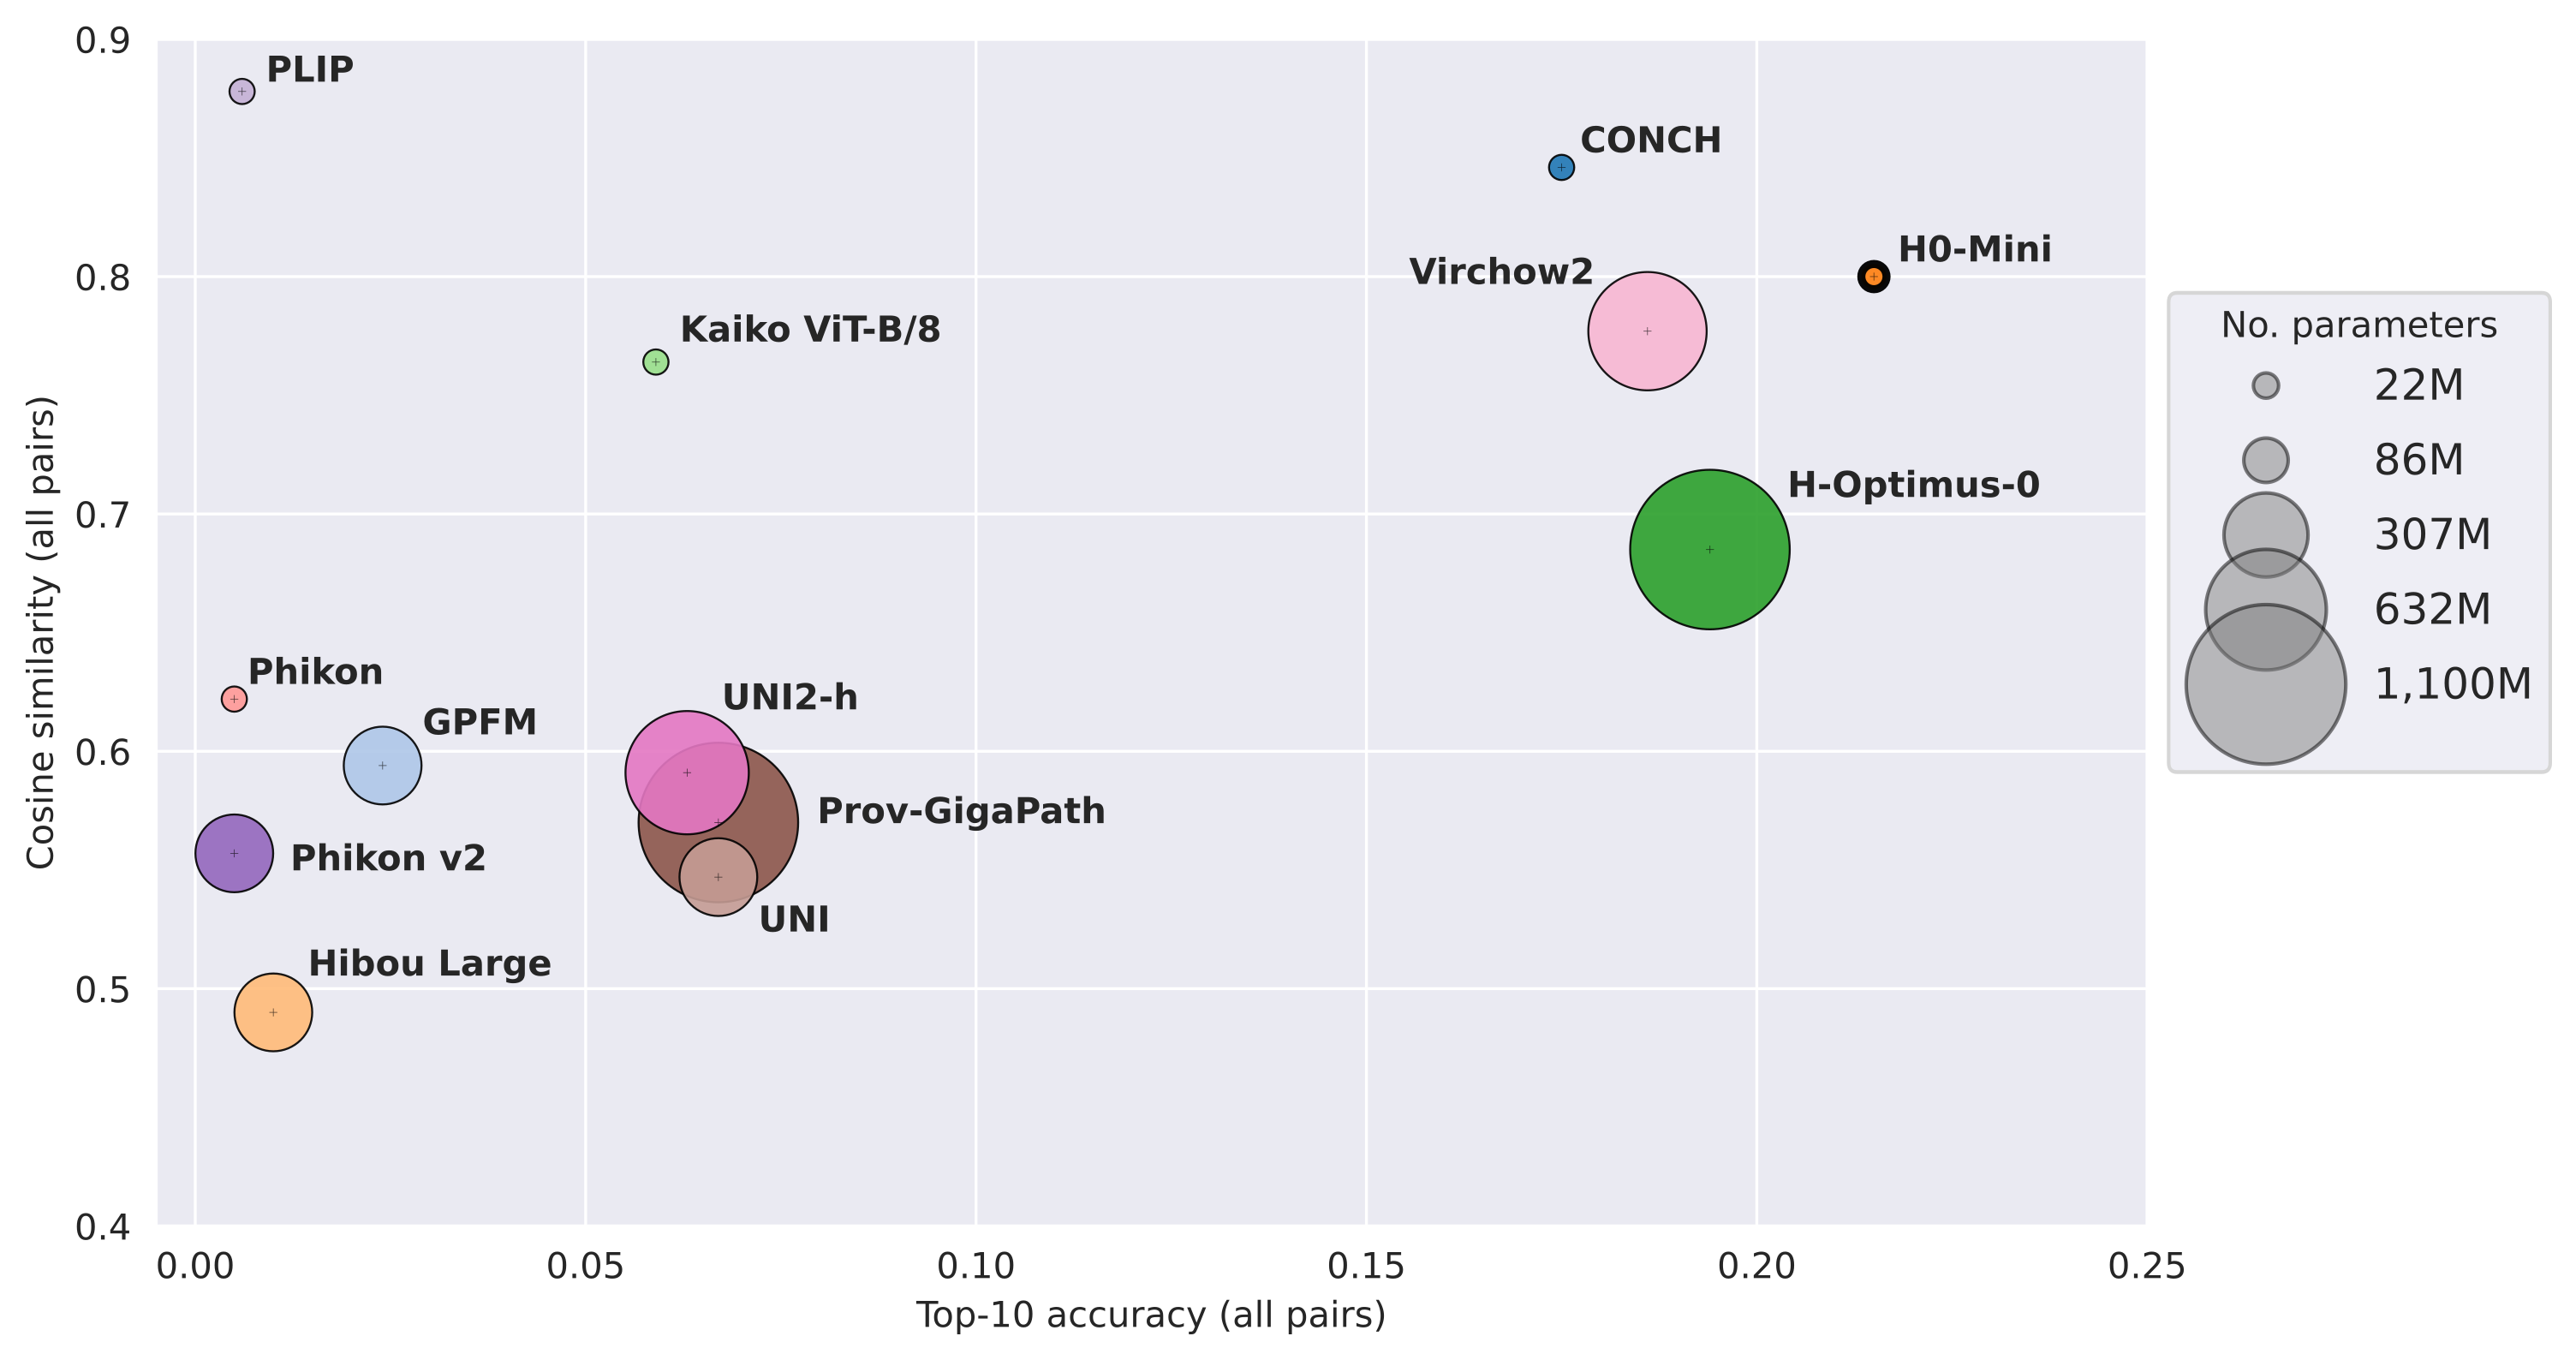 0.9
PLIP
CONCH
H0-Mini
0.8
Virchow2
Kaiko ViT-B/8
H-Optimus-0
0.7
Phikon
UNI2-h
GPFM
0.6
Prov-GigaPath
Phikon v2
UNI
Hibou Large
0.5
0.4
Cosine similarity (all pairs)
0.00 0.05 0.10 0.15 0.20 0.25
Top-10 accuracy (all pairs)
No. parameters
22M
86M
307M
632M
1,100M